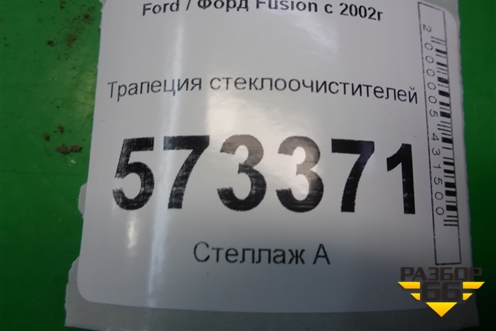 Ford / Форд Fusion с 2002г
Трапеция стеклоочистителей
573371
Стеллаж А
2000005431500
РАЗБОР
66